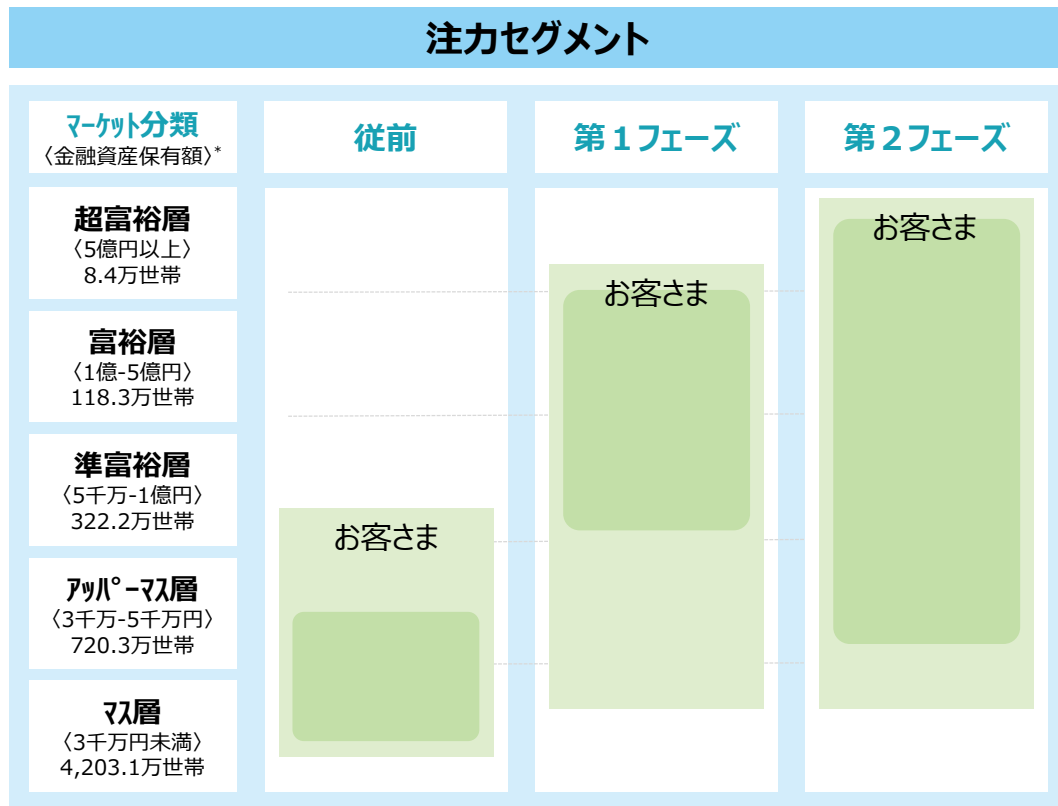 注力セグメント
マーケット分類
〈金融資産保有額〉*
従前
第1フェーズ
第2フェーズ
超富裕層
〈5億円以上〉
8.4万世帯
富裕層
〈1億-5億円〉
118.3万世帯
準富裕層
〈5千万-1億円〉
322.2万世帯
アッパーマス層
〈3千万-5千万円〉
720.3万世帯
マス層
〈3千万円未満〉
4,203.1万世帯
お客さま
お客さま
お客さま